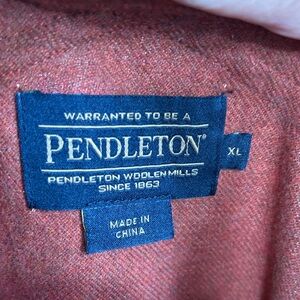 WARRANTED TO BE A
PENDLETON®
XL
PENDLETON WOOLEN MILLS
SINCE 1863
MADE IN
CHINA